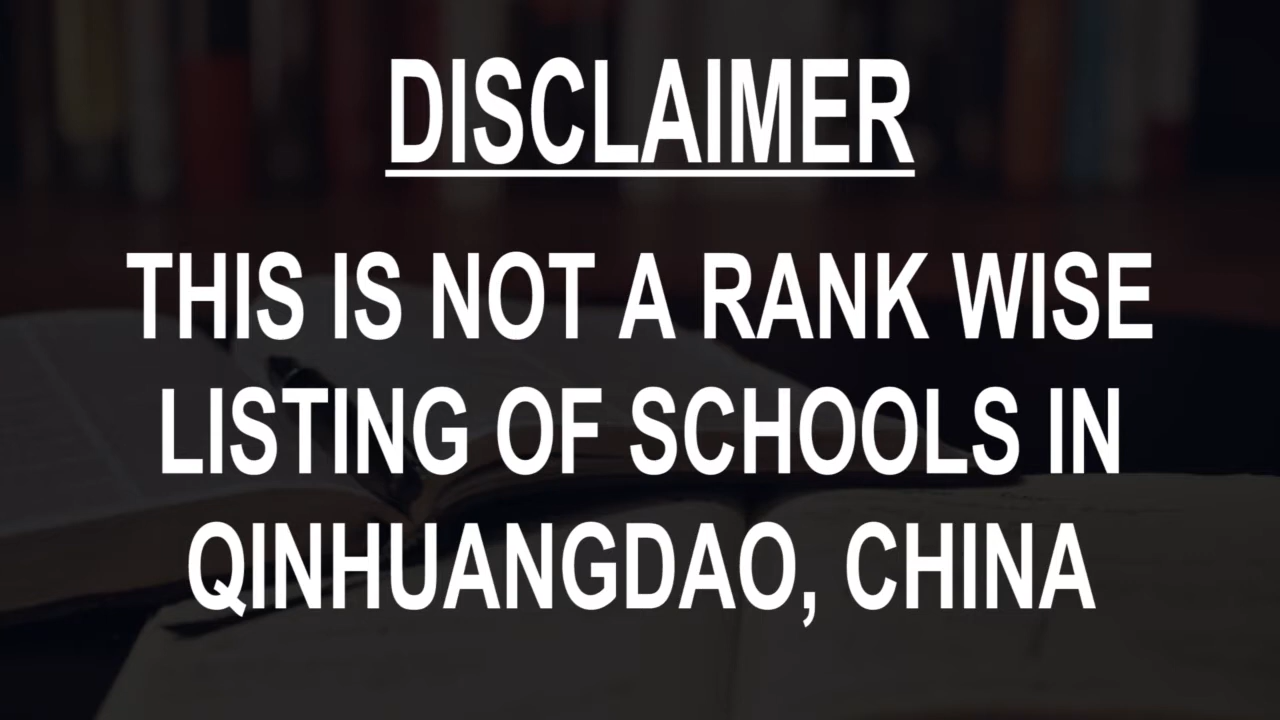 DISCLAIMER
THIS IS NOT A RANK WISE
LISTING OF SCHOOLS IN
QINHUANGDAO, CHINA